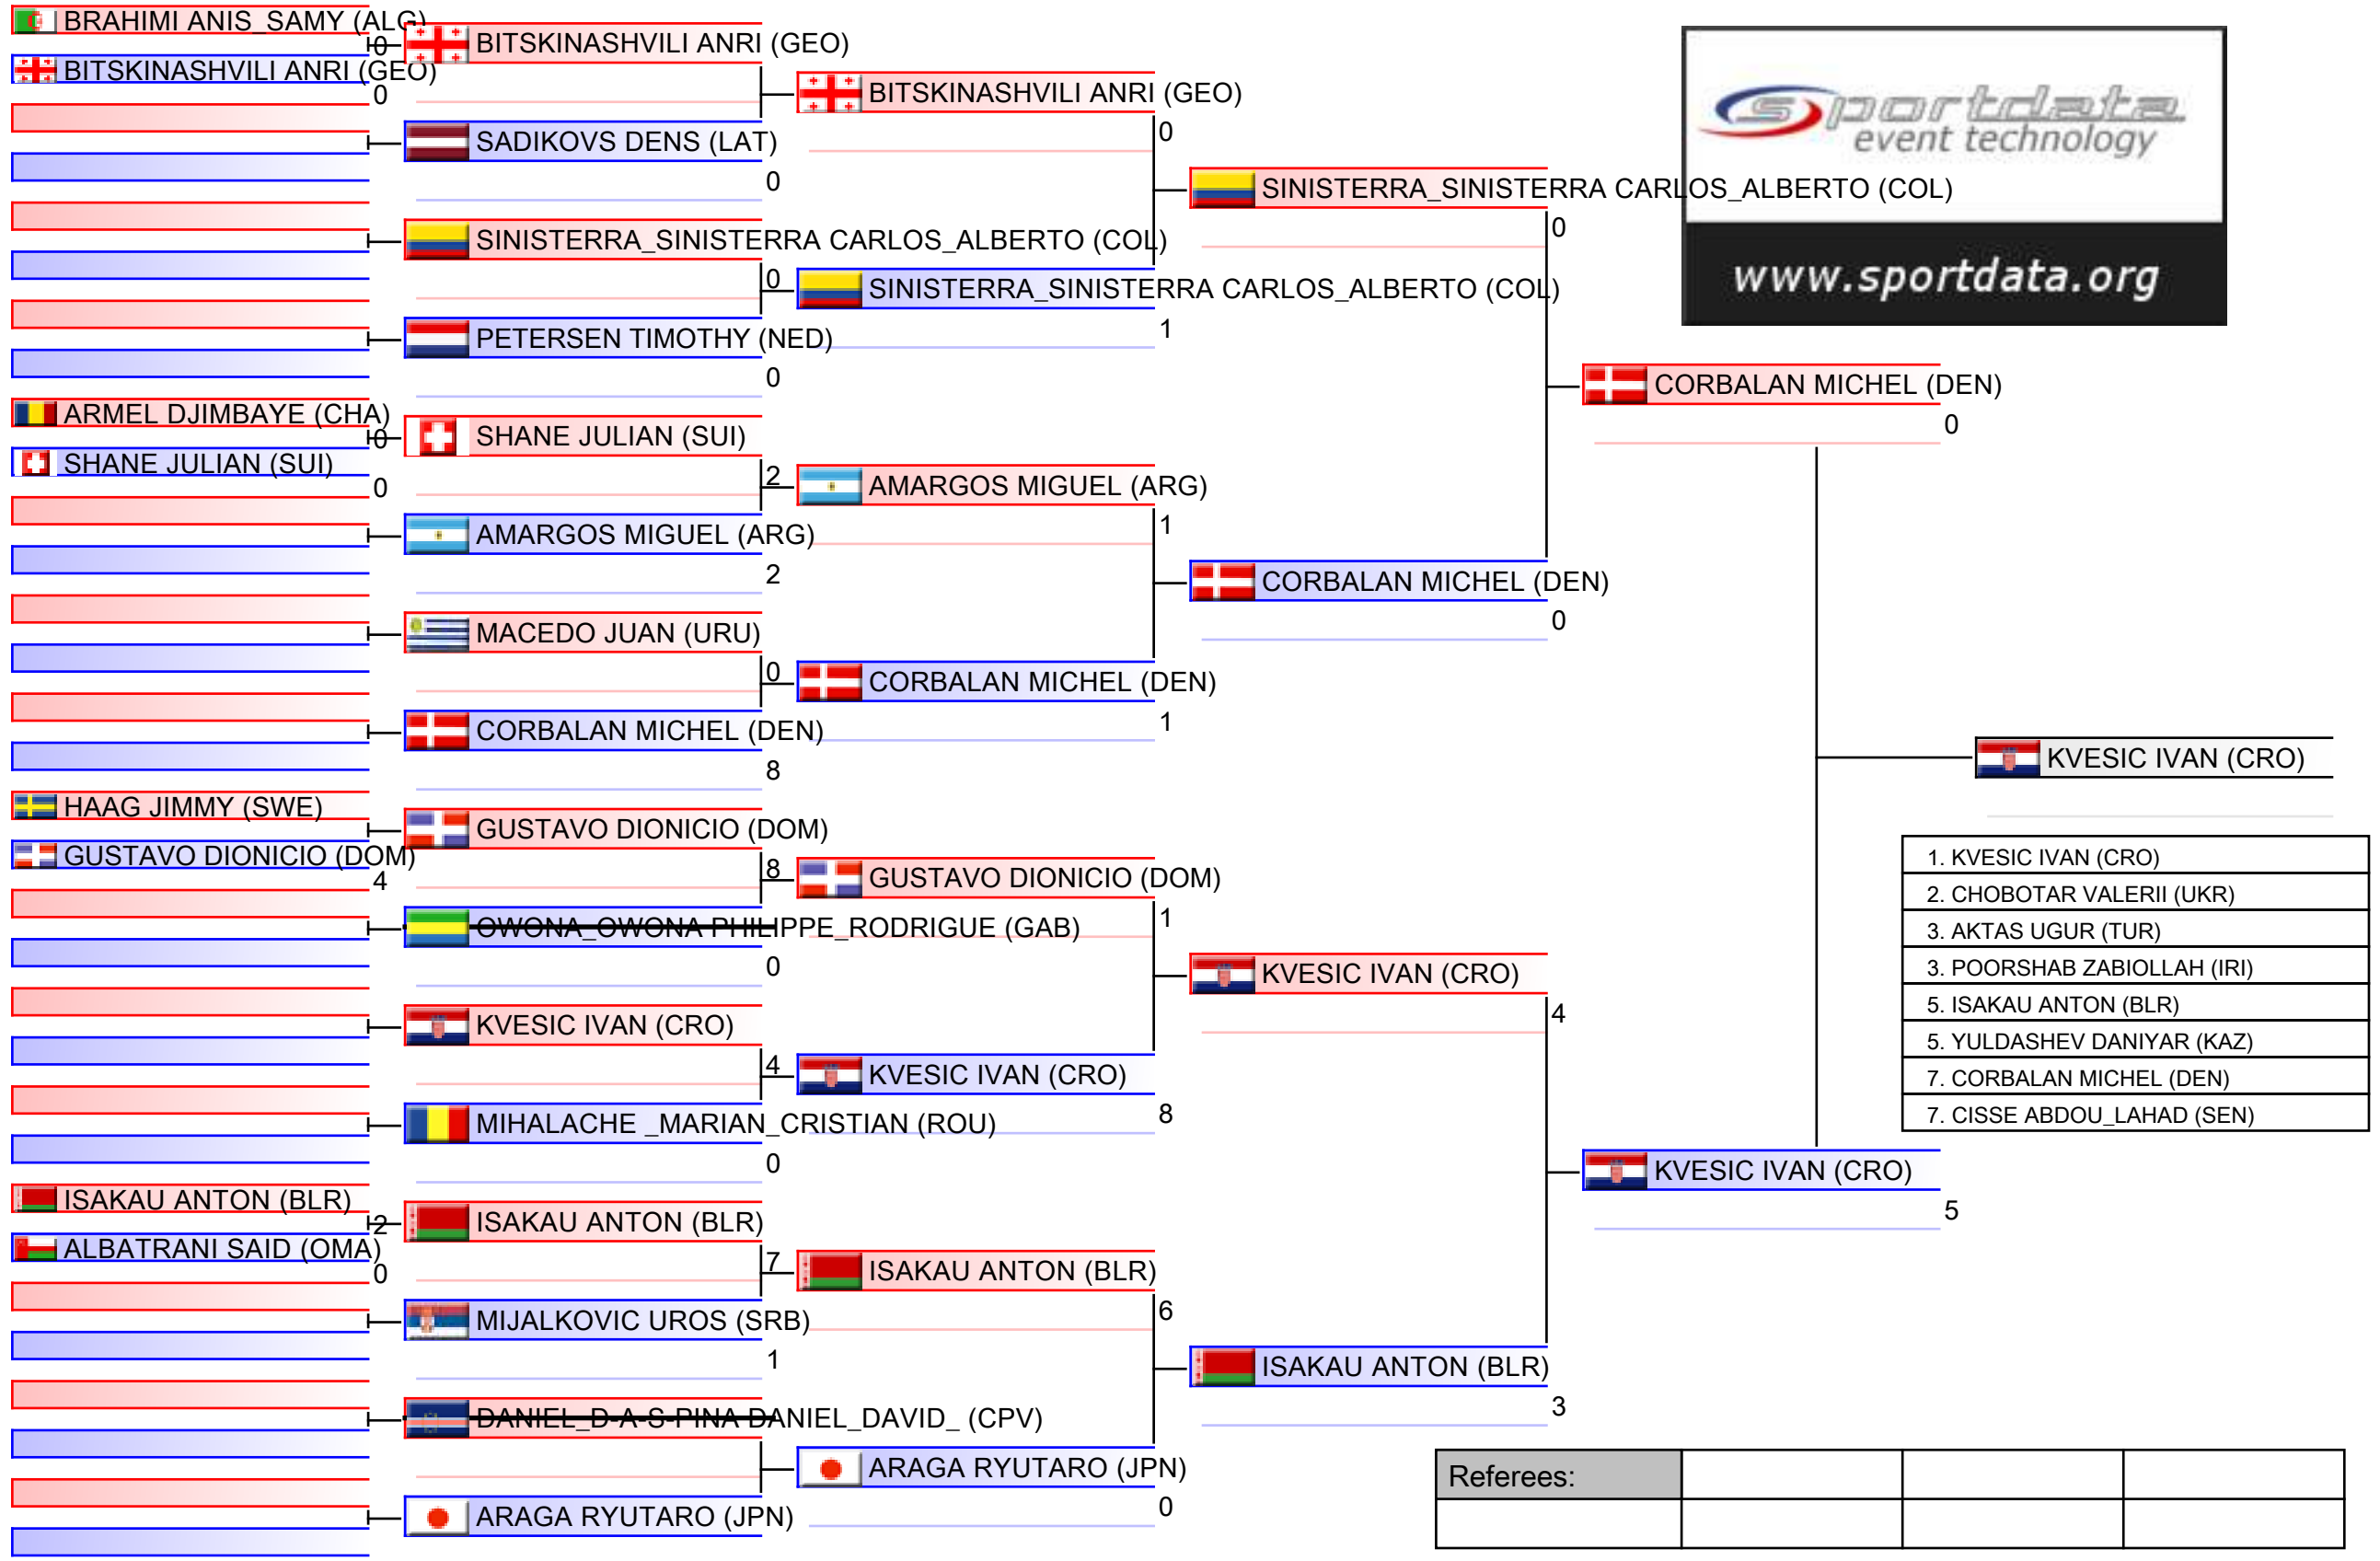 BRAHIMI ANIS_SAMY (ALG)
0
BITSKINASHVILI ANRI (GEO)
0
ARMEL DJIMBAYE (CHA)
0
SHANE JULIAN (SUI)
0
HAAG JIMMY (SWE)
GUSTAVO DIONICIO (DOM)
4
ISAKAU ANTON (BLR)
2
ALBATRANI SAID (OMA)
0
BITSKINASHVILI ANRI (GEO)
SADIKOVS DENS (LAT)
0
SINISTERRA_SINISTERRA CARLOS_ALBERTO (COL)
0
PETERSEN TIMOTHY (NED)
0
SHANE JULIAN (SUI)
2
AMARGOS MIGUEL (ARG)
2
MACEDO JUAN (URU)
0
CORBALAN MICHEL (DEN)
8
GUSTAVO DIONICIO (DOM)
8
OWONA_OWONA PHILIPPE_RODRIGUE (GAB)
0
KVESIC IVAN (CRO)
4
MIHALACHE _MARIAN_CRISTIAN (ROU)
0
ISAKAU ANTON (BLR)
7
MIJALKOVIC UROS (SRB)
1
DANIEL_D-A-S-PINA DANIEL_DAVID_ (CPV)
ARAGA RYUTARO (JPN)
BITSKINASHVILI ANRI (GEO)
0
SINISTERRA_SINISTERRA CARLOS_ALBERTO (COL)
1
AMARGOS MIGUEL (ARG)
1
CORBALAN MICHEL (DEN)
1
GUSTAVO DIONICIO (DOM)
1
KVESIC IVAN (CRO)
8
ISAKAU ANTON (BLR)
6
ARAGA RYUTARO (JPN)
0
SINISTERRA_SINISTERRA CARLOS_ALBERTO (COL)
0
CORBALAN MICHEL (DEN)
0
KVESIC IVAN (CRO)
4
ISAKAU ANTON (BLR)
3
CORBALAN MICHEL (DEN)
0
KVESIC IVAN (CRO)
5
KVESIC IVAN (CRO)
sportdata
event technology
www.sportdata.org
1. KVESIC IVAN (CRO)
2. CHOBOTAR VALERII (UKR)
3. AKTAS UGUR (TUR)
3. POORSHAB ZABIOLLAH (IRI)
5. ISAKAU ANTON (BLR)
5. YULDASHEV DANIYAR (KAZ)
7. CORBALAN MICHEL (DEN)
7. CISSE ABDOU_LAHAD (SEN)
Referees: